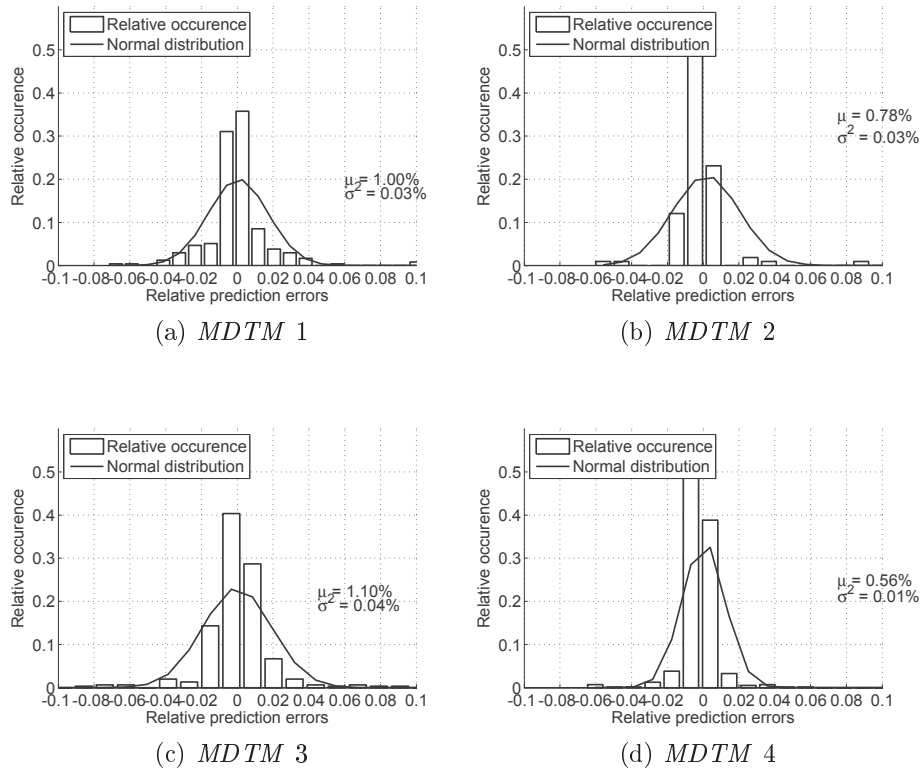 Relative occurence
Normal distribution
Relative occurence
0.5
0.4
0.3
0.2
0.1
0
μ = 1.00%
σ2 = 0.03%
-0.1 -0.08 -0.06 -0.04 -0.02 0 0.02 0.04 0.06 0.08 0.1
Relative prediction errors
(a) MDTM 1
Relative occurence
Normal distribution
Relative occurence
0.5
0.4
0.3
0.2
0.1
0
μ = 0.78%
σ2 = 0.03%
-0.1 -0.08 -0.06 -0.04 -0.02 0 0.02 0.04 0.06 0.08 0.1
Relative prediction errors
(b) MDTM 2
Relative occurence
Normal distribution
Relative occurence
0.5
0.4
0.3
0.2
0.1
0
μ = 1.10%
σ2 = 0.04%
-0.1 -0.08 -0.06 -0.04 -0.02 0 0.02 0.04 0.06 0.08 0.1
Relative prediction errors
(c) MDTM 3
Relative occurence
Normal distribution
Relative occurence
0.5
0.4
0.3
0.2
0.1
0
μ = 0.56%
σ2 = 0.01%
-0.1 -0.08 -0.06 -0.04 -0.02 0 0.02 0.04 0.06 0.08 0.1
Relative prediction errors
(d) MDTM 4